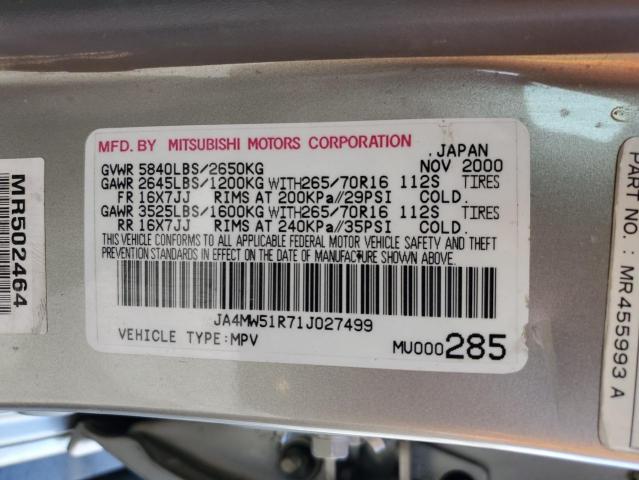 MFD. BY MITSUBISHI MOTORS CORPORATION JAPAN
GVWR 5840LBS/2650KG NOV 2000
GAWR 2645LBS/1200KG WITH265/70R16 112S TIRES
FR 16X7JJ RIMS AT 200KPa//29PSI COLD.
GAWR 3525LBS/1600KG WITH265/70R16 112S TIRES
RR 16X7JJ RIMS AT 240KPa//35PSI COLD.
THIS VEHICLE CONFORMS TO ALL APPLICABLE FEDERAL MOTOR VEHICLE SAFETY AND THEFT
PREVENTION STANDARDS IN EFFECT ON THE DATE OF MANUFACTURE SHOWN ABOVE.
JA4MW51R71J027499
VEHICLE TYPE:MPV MU000285
MR502464
PART NO.: MR455993 A